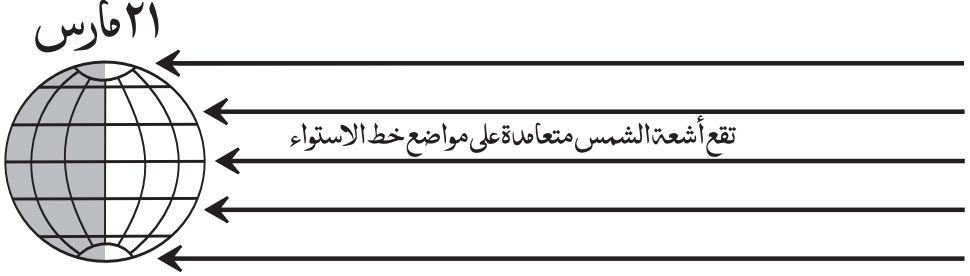 ٢١ مارس
تقع أشعة الشمس متعامدة على مواضع خط الاستواء